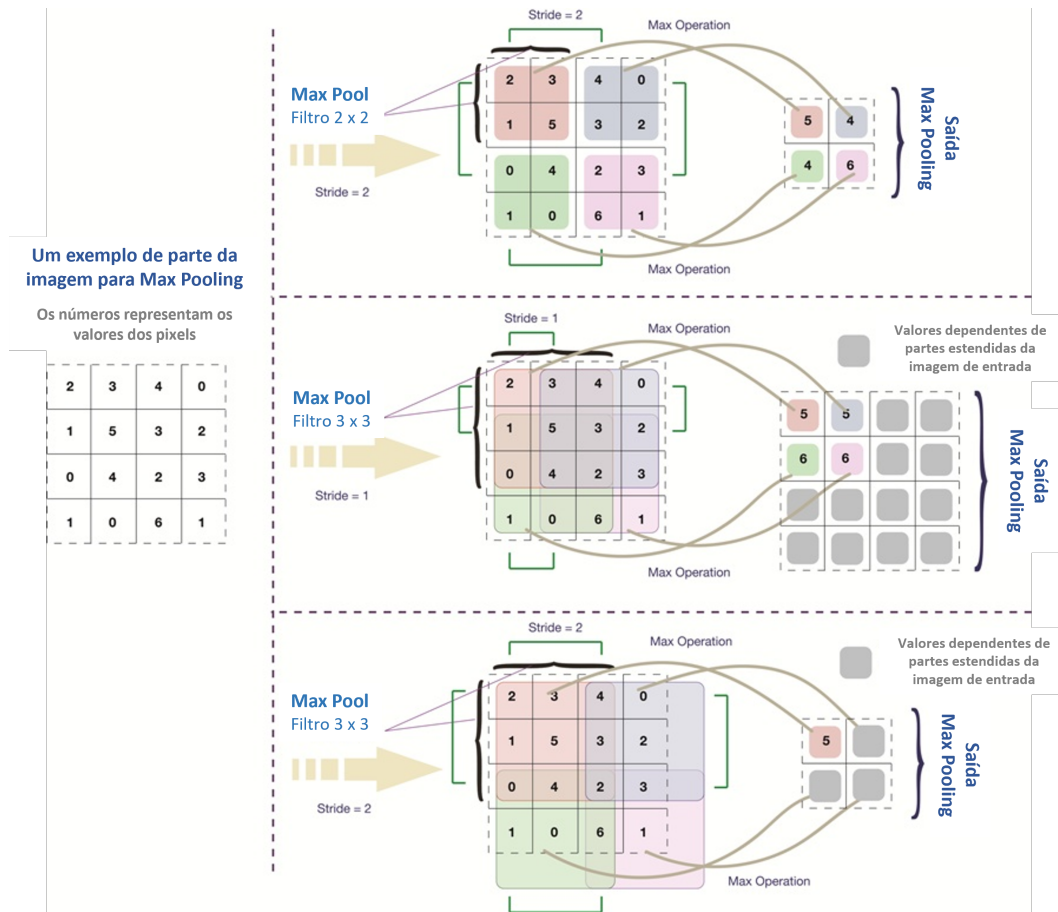 Um exemplo de parte da
imagem para Max Pooling
Os números representam os
valores dos pixels
2 3 4 0
1 5 3 2
0 4 2 3
1 0 6 1
Stride = 2
Max Operation
Max Pool
Filtro 2 x 2
Stride = 2
2 3 4 0
1 5 3 2
0 4 2 3
1 0 6 1
5 4
4 6
Saída
Max Pooling
Max Operation
Stride = 1
Max Operation
Valores dependentes de
partes estendidas da
imagem de entrada
Max Pool
Filtro 3 x 3
Stride = 1
2 3 4 0
1 5 3 2
0 4 2 3
1 0 6 1
5 5
6 6
Saída
Max Pooling
Max Operation
Stride = 2
Max Operation
Valores dependentes de
partes estendidas da
imagem de entrada
Max Pool
Filtro 3 x 3
Stride = 2
2 3 4 0
1 5 3 2
0 4 2 3
1 0 6 1
5
Saída
Max Pooling
Max Operation